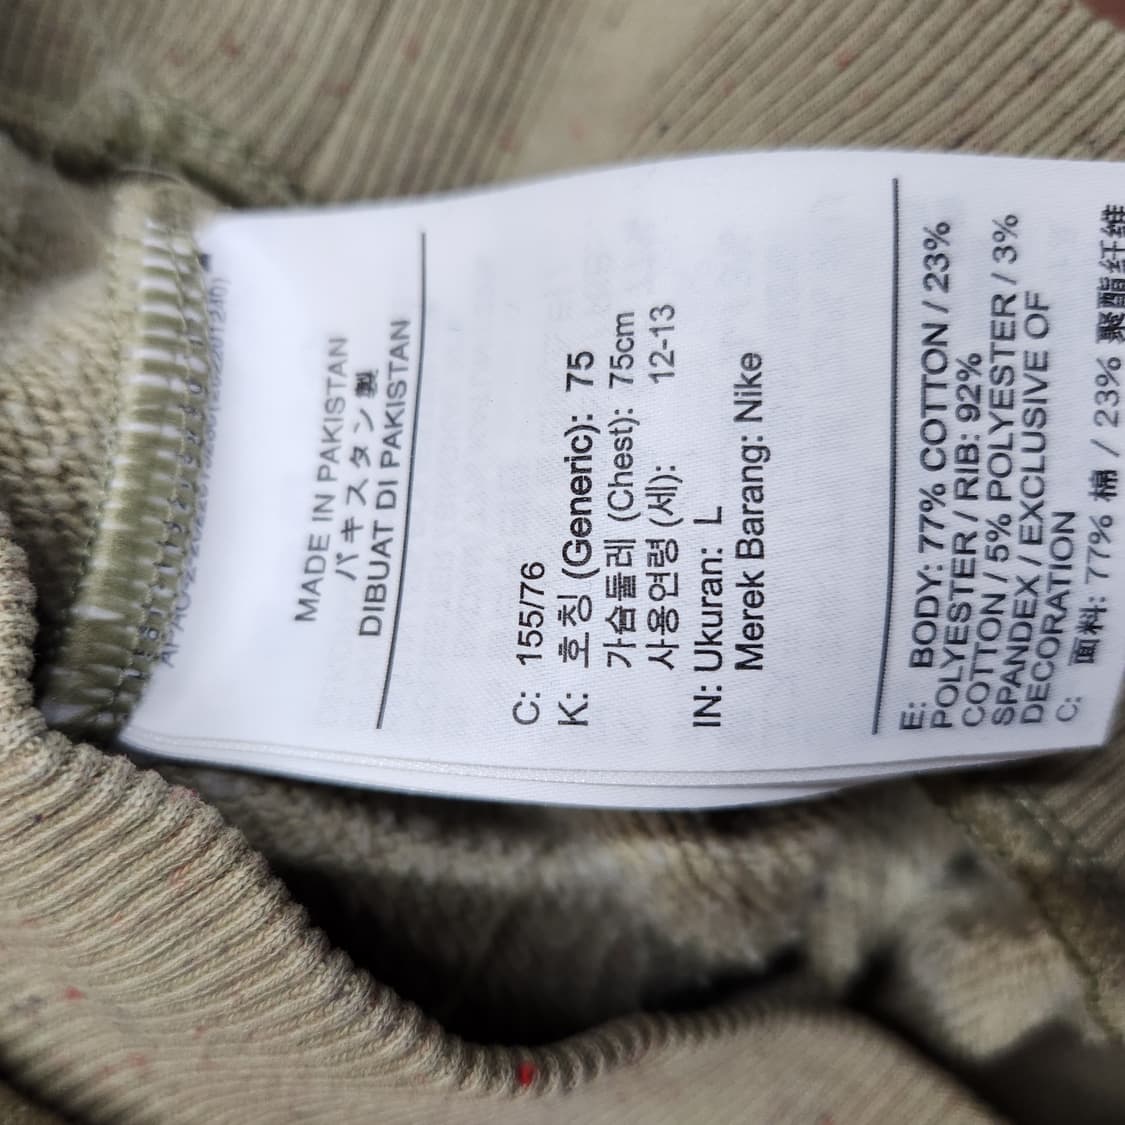 MADE IN PAKISTAN
パキスタン製
DIBUAT DI PAKISTAN
C: 155/76
K: 호칭 (Generic): 75
가슴둘레 (Chest): 75cm
사용연령 (세): 12-13
IN: Ukuran: L
Merek Barang: Nike
E: BODY: 77% COTTON / 23%
POLYESTER / RIB: 92%
COTTON / 5% POLYESTER / 3%
SPANDEX / EXCLUSIVE OF
DECORATION
C: 面料: 77% 棉 / 23% 聚酯纤维